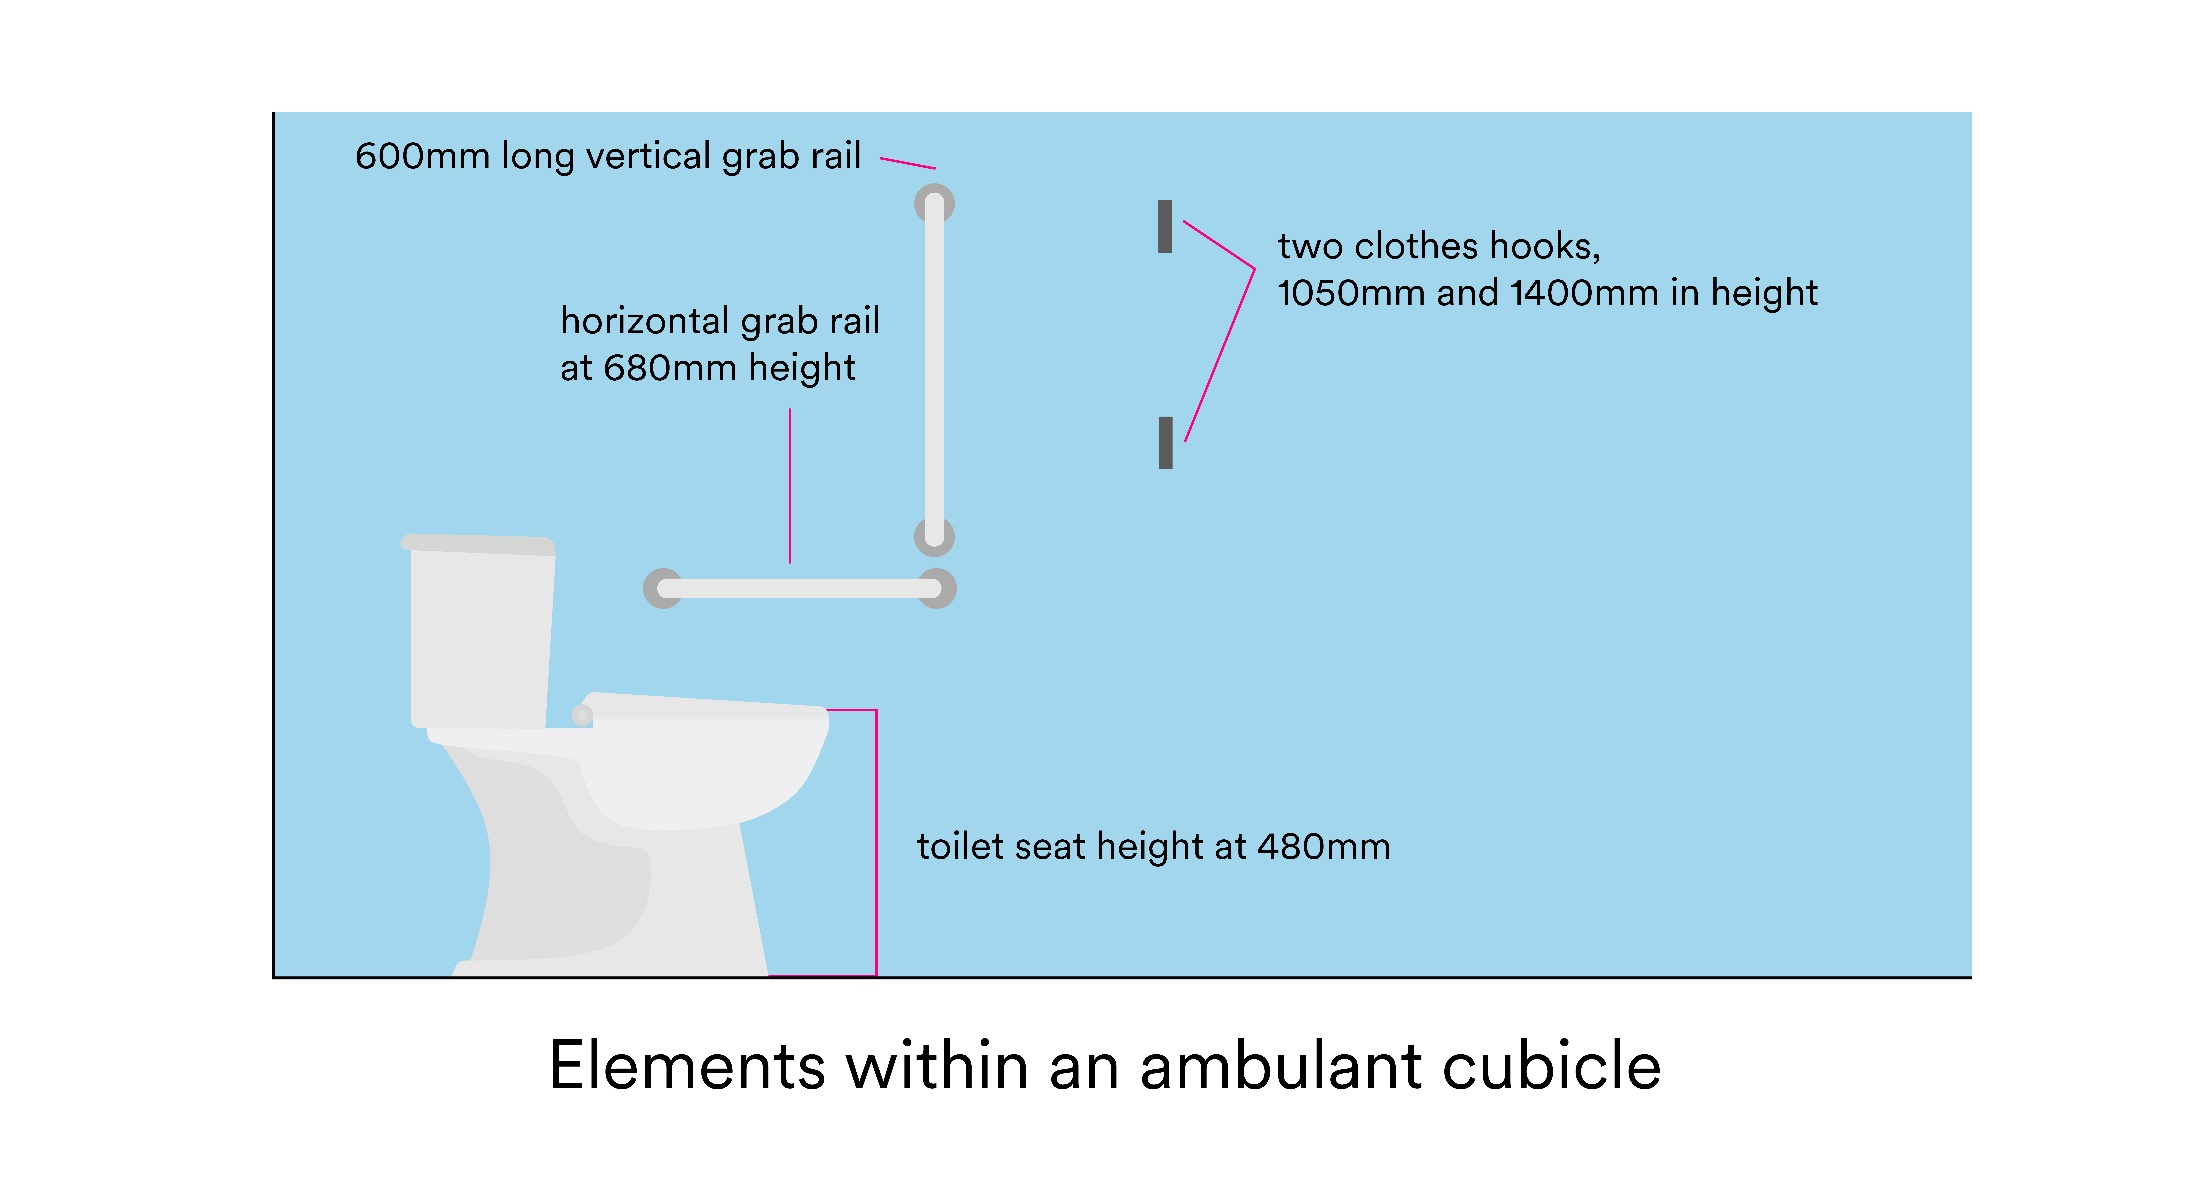 600mm long vertical grab rail
two clothes hooks,
1050mm and 1400mm in height
horizontal grab rail
at 680mm height
toilet seat height at 480mm
Elements within an ambulant cubicle